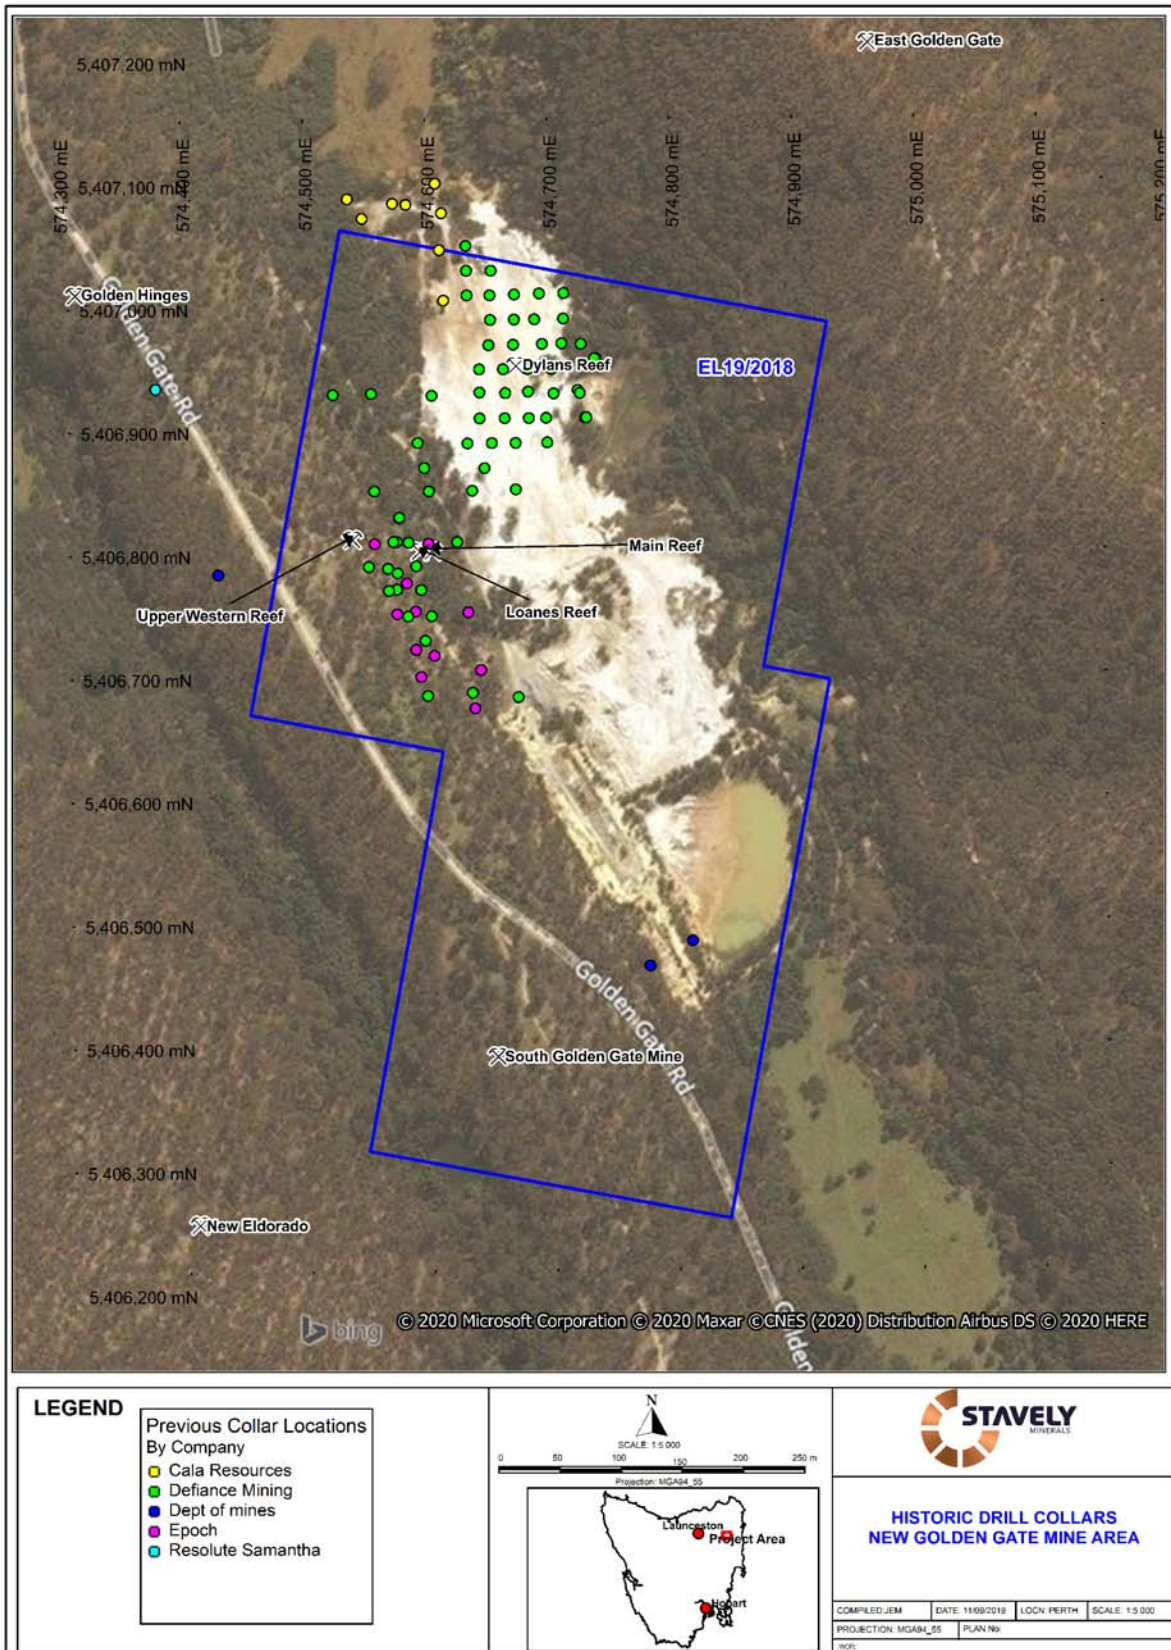 East Golden Gate
5,407,200 mN
574,300 mE
574,400 mE
574,500 mE
574,600 mE
574,700 mE
574,800 mE
574,900 mE
575,000 mE
575,100 mE
575,200 mE
5,407,100 mN
Golden Hinges
5,407,000 mN
Golden Gate Rd
Dylans Reef
EL19/2018
5,406,900 mN
5,406,800 mN
Main Reef
Upper Western Reef
Loanes Reef
5,406,700 mN
5,406,600 mN
5,406,500 mN
Golden Gate Rd
5,406,400 mN
South Golden Gate Mine
5,406,300 mN
New Eldorado
5,406,200 mN
Golden
bing
© 2020 Microsoft Corporation © 2020 Maxar ©CNES (2020) Distribution Airbus DS © 2020 HERE
LEGEND
Previous Collar Locations
By Company
Cala Resources
Defiance Mining
Dept of mines
Epoch
Resolute Samantha
N
SCALE: 1:5 000
0 50 100 150 200 250 m
Projection: MGA94_55
Launceston
Project Area
Hobart
STAVELY
MINERALS
HISTORIC DRILL COLLARS
NEW GOLDEN GATE MINE AREA
COMPILED:JEM DATE: 11/09/2019 LOCN: PERTH SCALE: 1:5 000
PROJECTION: MGA94_55 PLAN No: